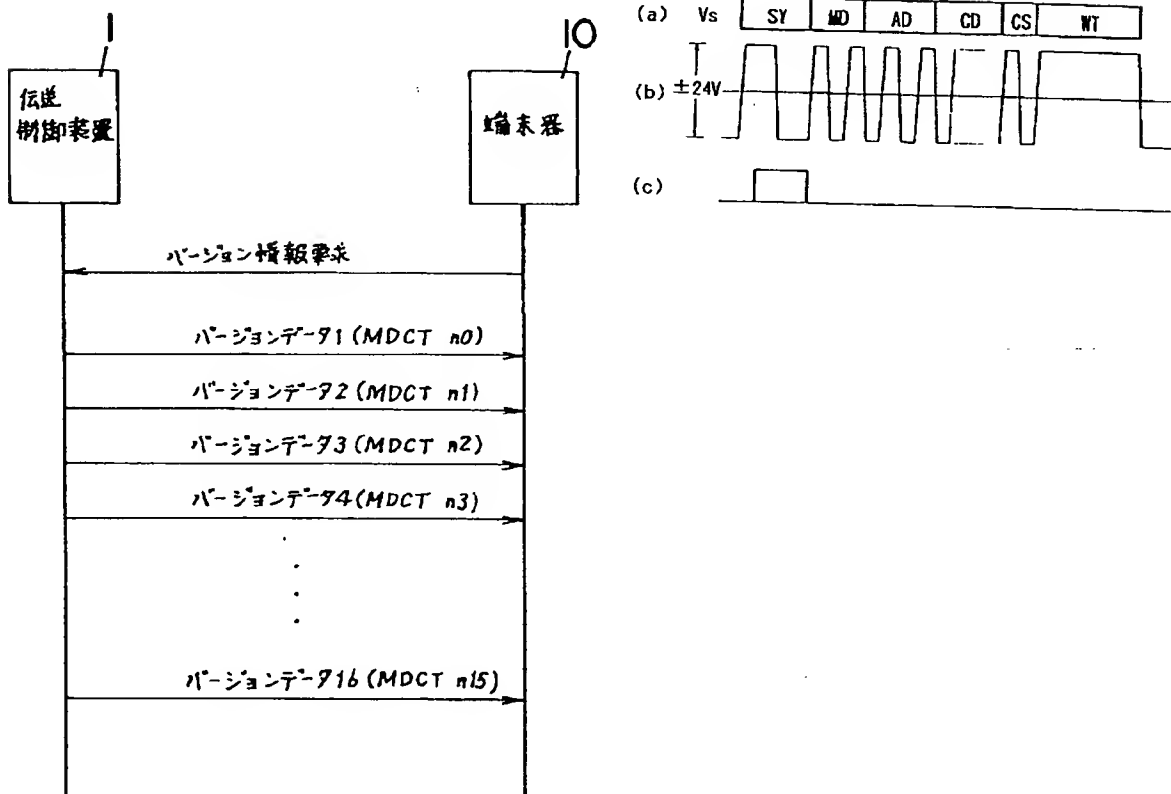 1
10
伝送
制御装置
端末器
バージョン情報要求
バージョンデータ1(MDCT n0)
バージョンデータ2(MDCT n1)
バージョンデータ3(MDCT n2)
バージョンデータ4(MDCT n3)
バージョンデータ16(MDCT n15)
(a) Vs SY MD AD CD CS WT
(b) ±24V
(c)